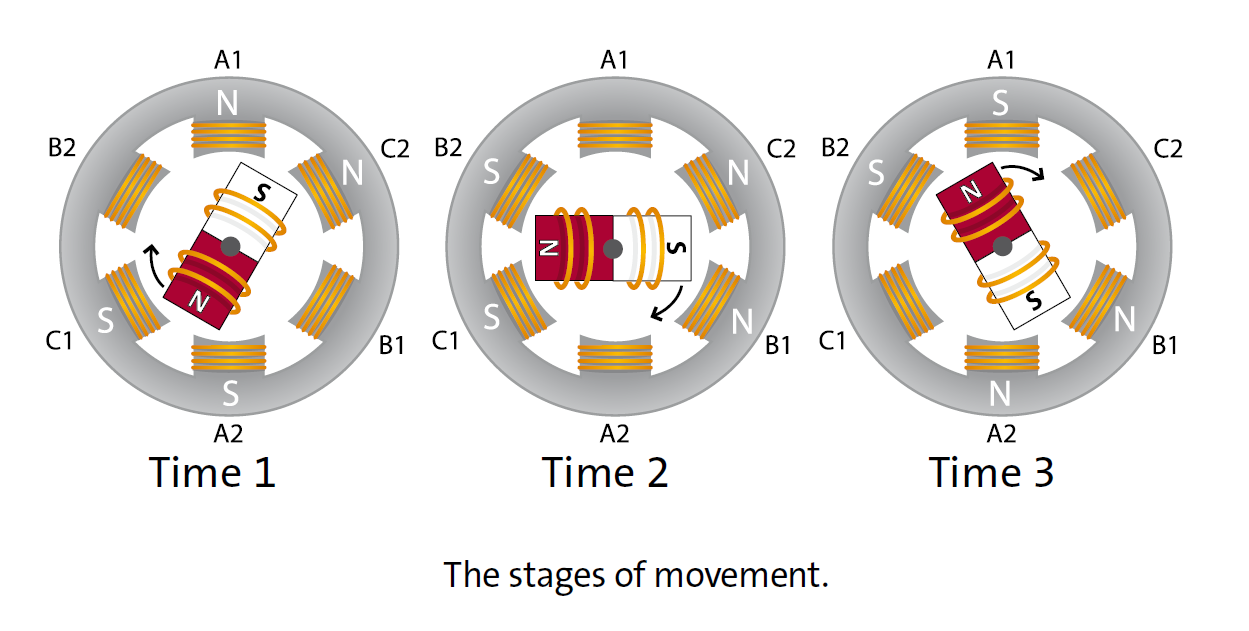 A1 A1 A1
N S
B2 C2 B2 C2 B2 C2
N S N S
S N
N S
S S N S N
C1 B1 C1 B1 C1 B1
S N
A2 A2 A2
Time 1 Time 2 Time 3
The stages of movement.